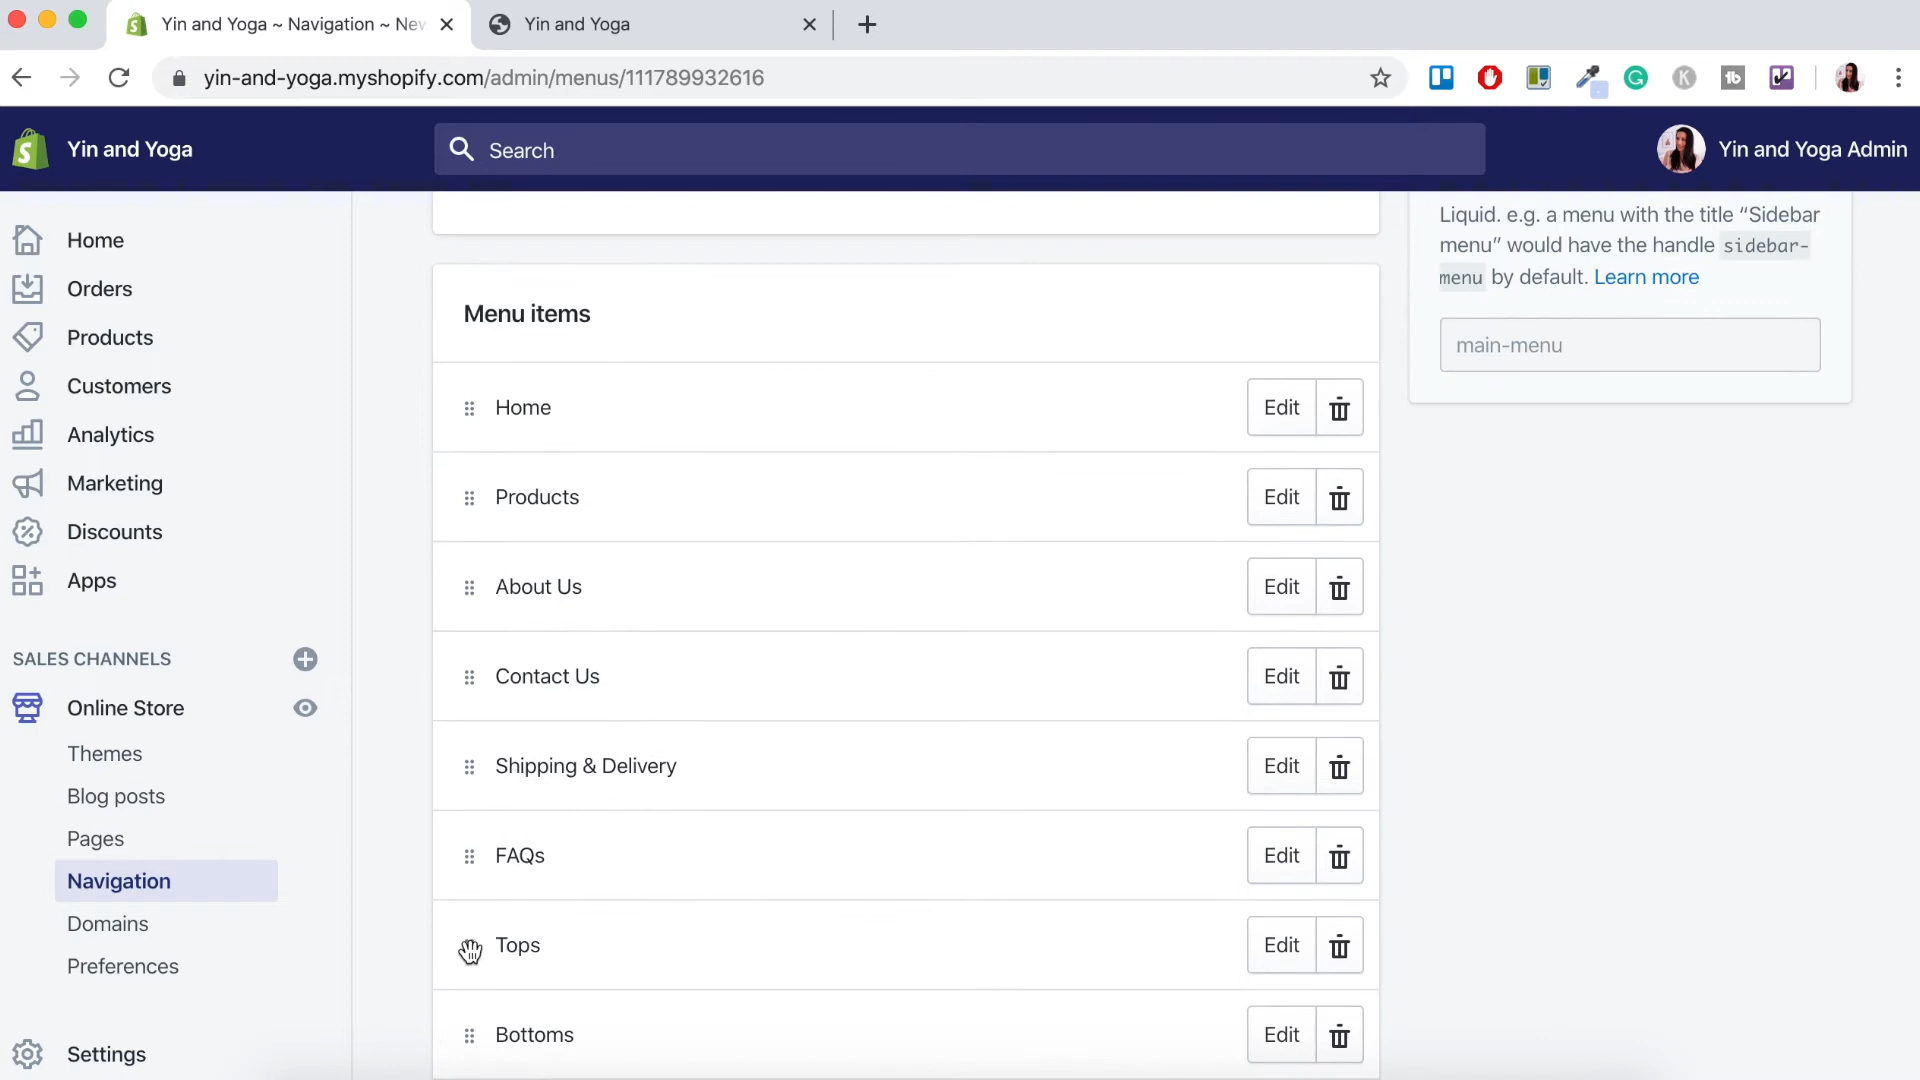 Yin and Yoga ~ Navigation ~ Nev
Yin and Yoga
yin-and-yoga.myshopify.com/admin/menus/111789932616
Yin and Yoga
Search
Yin and Yoga Admin
Home
Orders
Products
Customers
Analytics
Marketing
Discounts
Apps
SALES CHANNELS
Online Store
Themes
Blog posts
Pages
Navigation
Domains
Preferences
Settings
Menu items
Home
Edit
Products
Edit
About Us
Edit
Contact Us
Edit
Shipping & Delivery
Edit
FAQs
Edit
Tops
Edit
Bottoms
Edit
Liquid. e.g. a menu with the title “Sidebar
menu” would have the handle sidebar-
menu by default. Learn more
main-menu